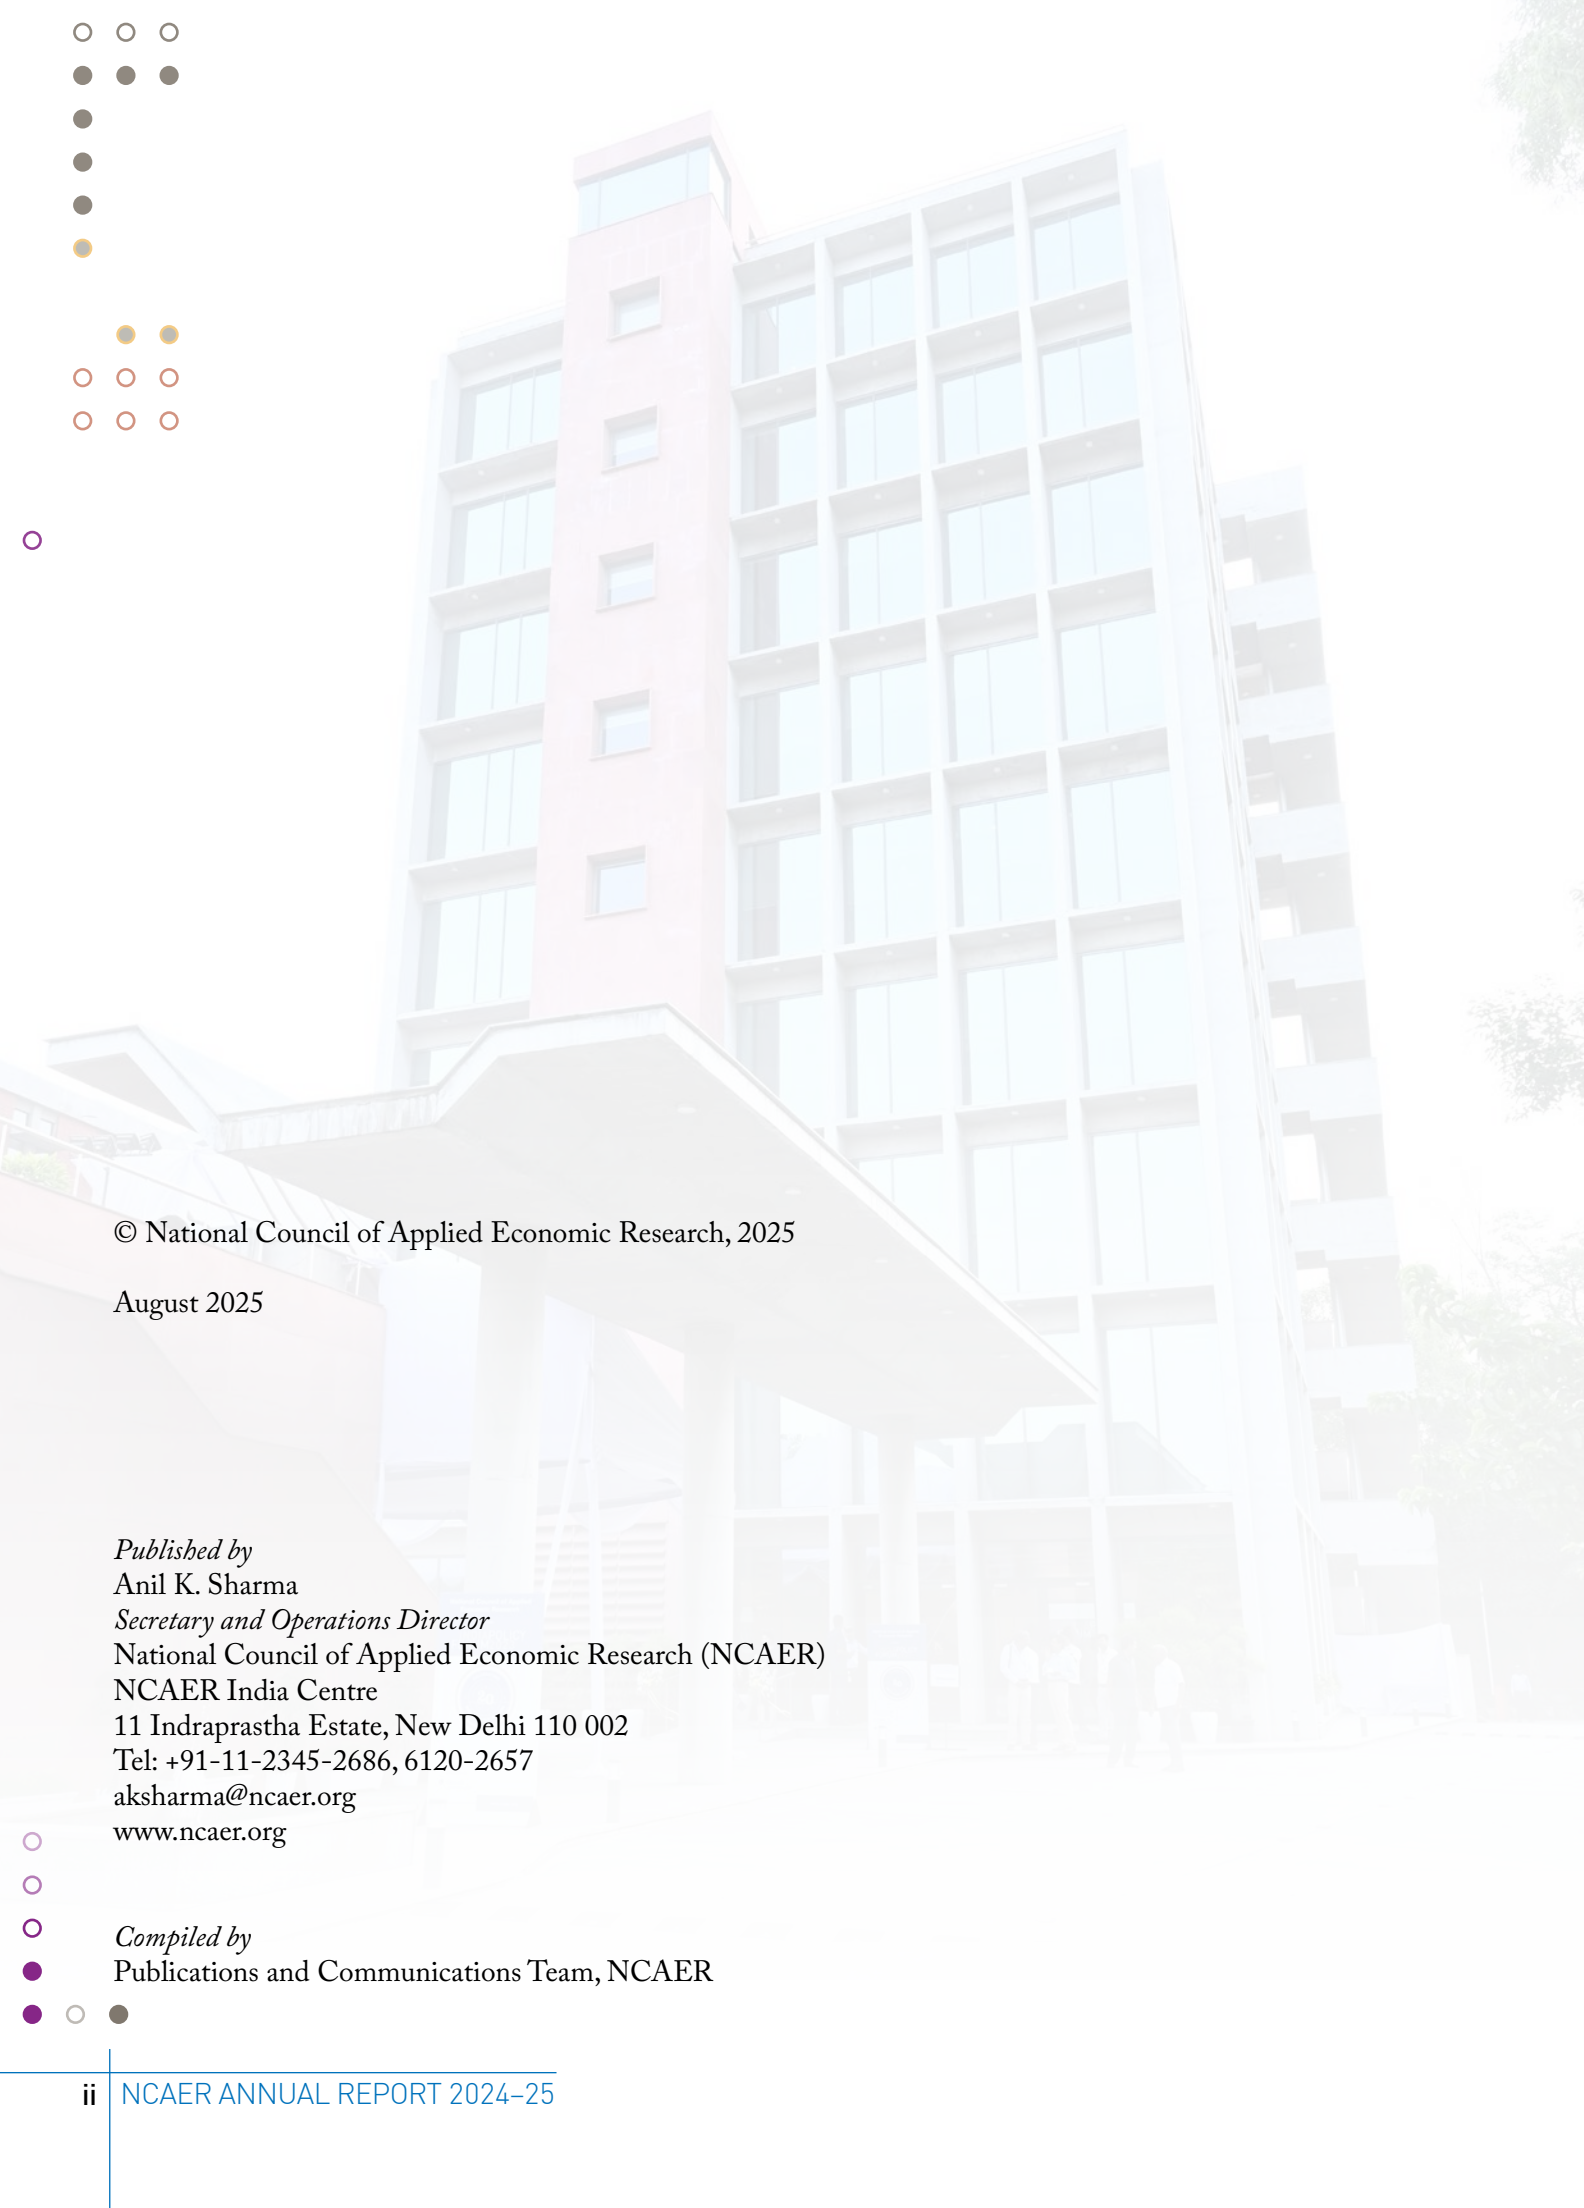 © National Council of Applied Economic Research, 2025
August 2025
Published by
Anil K. Sharma
Secretary and Operations Director
National Council of Applied Economic Research (NCAER)
NCAER India Centre
11 Indraprastha Estate, New Delhi 110 002
Tel: +91-11-2345-2686, 6120-2657
aksharma@ncaer.org
www.ncaer.org
Compiled by
Publications and Communications Team, NCAER
ii NCAER ANNUAL REPORT 2024–25